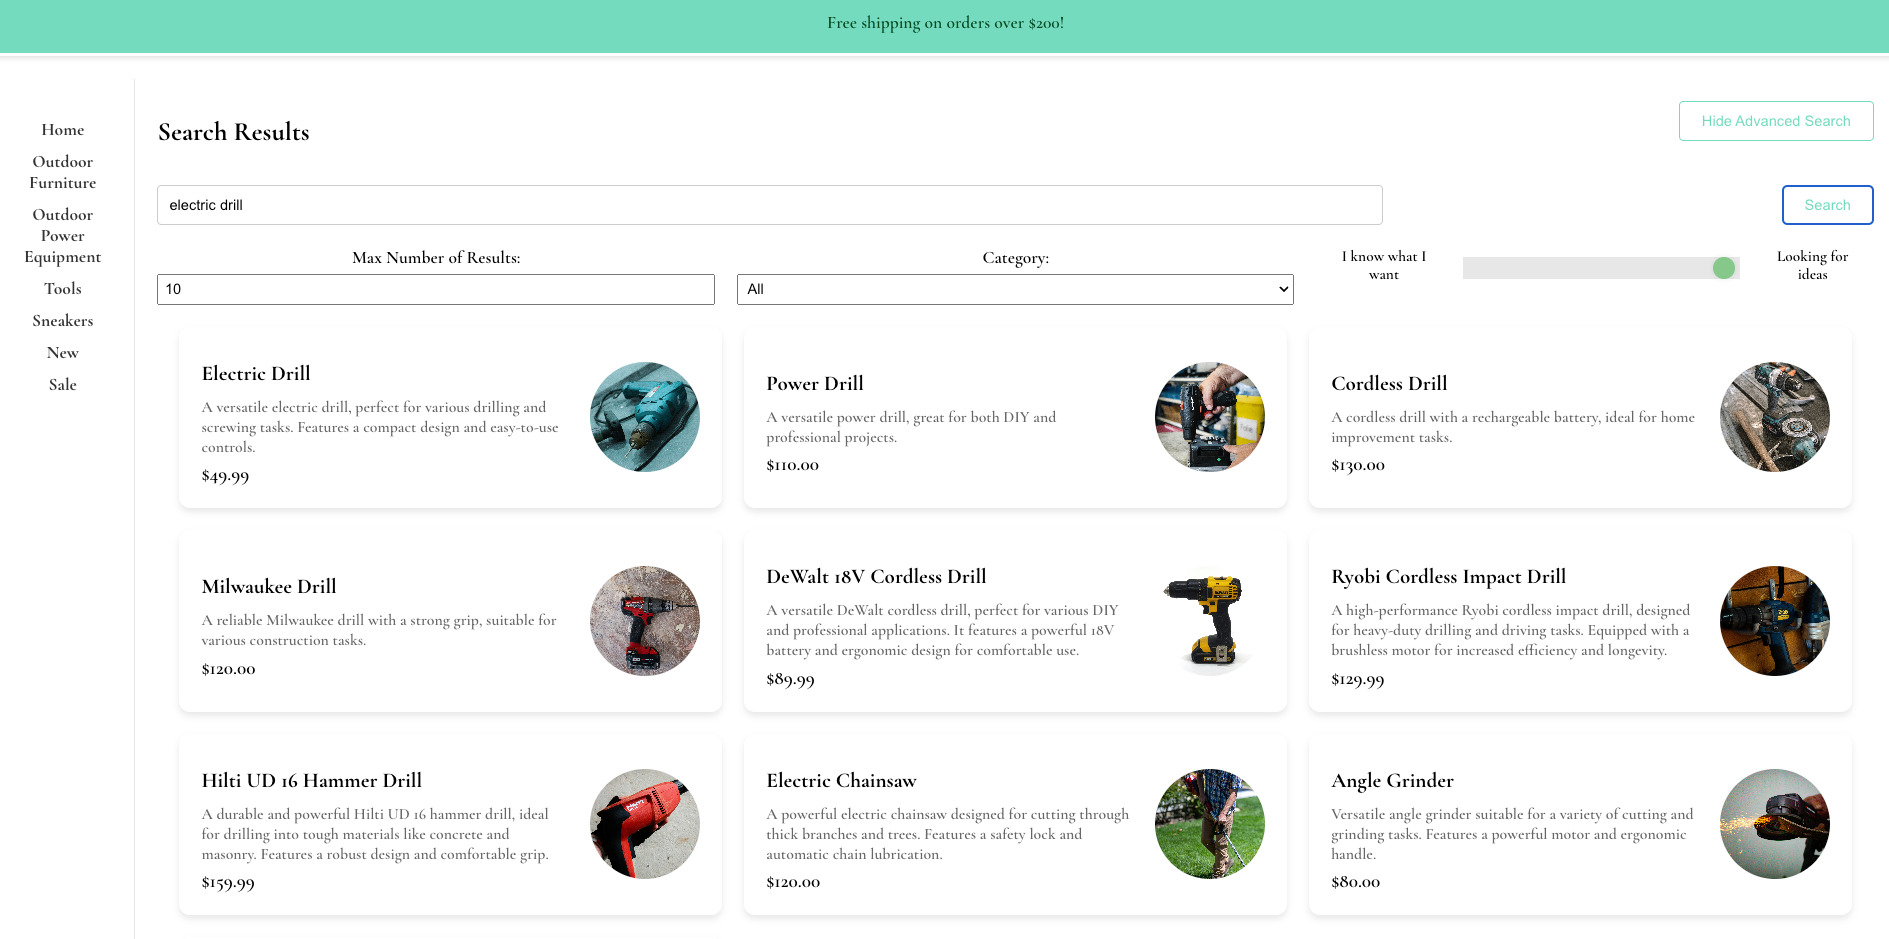 Free shipping on orders over $200!
Home
Outdoor
Furniture
Outdoor
Power
Equipment
Tools
Sneakers
New
Sale
Search Results
Hide Advanced Search
electric drill
Search
Max Number of Results:
10
Category:
All
I know what I
want
Looking for
ideas
Electric Drill
A versatile electric drill, perfect for various drilling and
screwing tasks. Features a compact design and easy-to-use
controls.
$49.99
Power Drill
A versatile power drill, great for both DIY and
professional projects.
$110.00
Cordless Drill
A cordless drill with a rechargeable battery, ideal for home
improvement tasks.
$130.00
Milwaukee Drill
A reliable Milwaukee drill with a strong grip, suitable for
various construction tasks.
$120.00
DeWalt 18V Cordless Drill
A versatile DeWalt cordless drill, perfect for various DIY
and professional applications. It features a powerful 18V
battery and ergonomic design for comfortable use.
$89.99
Ryobi Cordless Impact Drill
A high-performance Ryobi cordless impact drill, designed
for heavy-duty drilling and driving tasks. Equipped with a
brushless motor for increased efficiency and longevity.
$129.99
Hilti UD 16 Hammer Drill
A durable and powerful Hilti UD 16 hammer drill, ideal
for drilling into tough materials like concrete and
masonry. Features a robust design and comfortable grip.
$159.99
Electric Chainsaw
A powerful electric chainsaw designed for cutting through
thick branches and trees. Features a safety lock and
automatic chain lubrication.
$120.00
Angle Grinder
Versatile angle grinder suitable for a variety of cutting and
grinding tasks. Features a powerful motor and ergonomic
handle.
$80.00